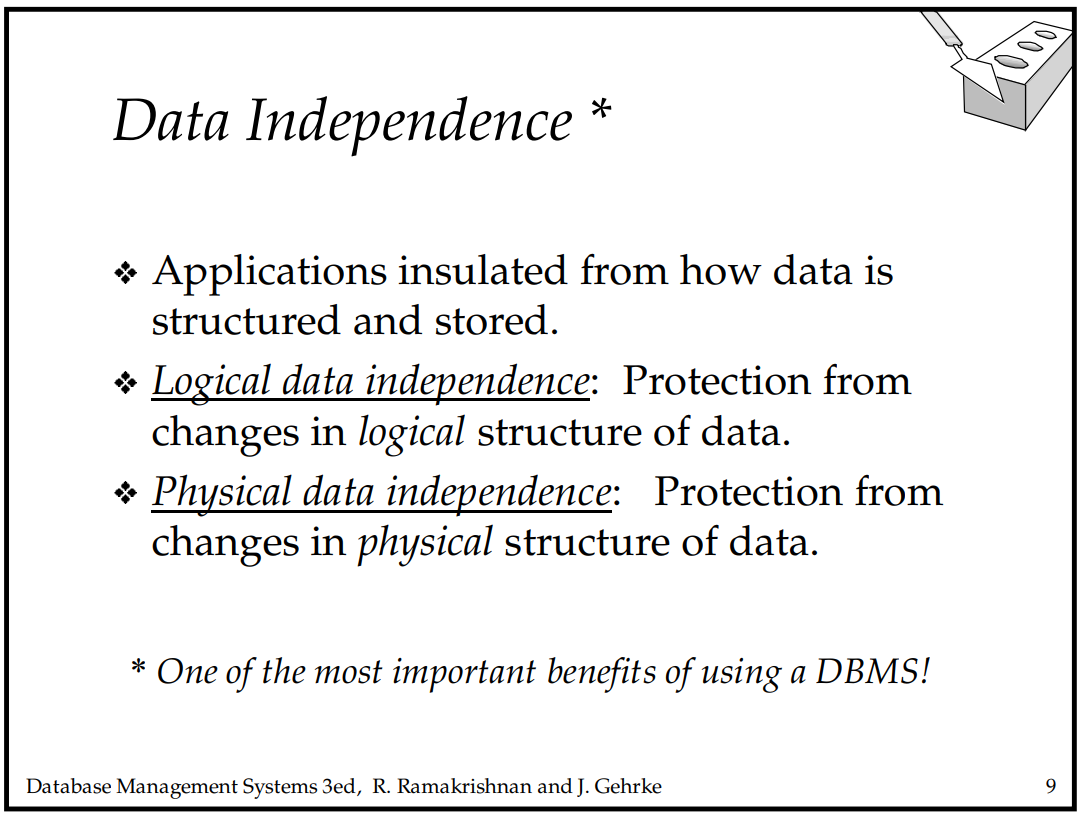 Data Independence *
❖ Applications insulated from how data is
structured and stored.
❖ Logical data independence: Protection from
changes in logical structure of data.
❖ Physical data independence: Protection from
changes in physical structure of data.
* One of the most important benefits of using a DBMS!
Database Management Systems 3ed, R. Ramakrishnan and J. Gehrke 9